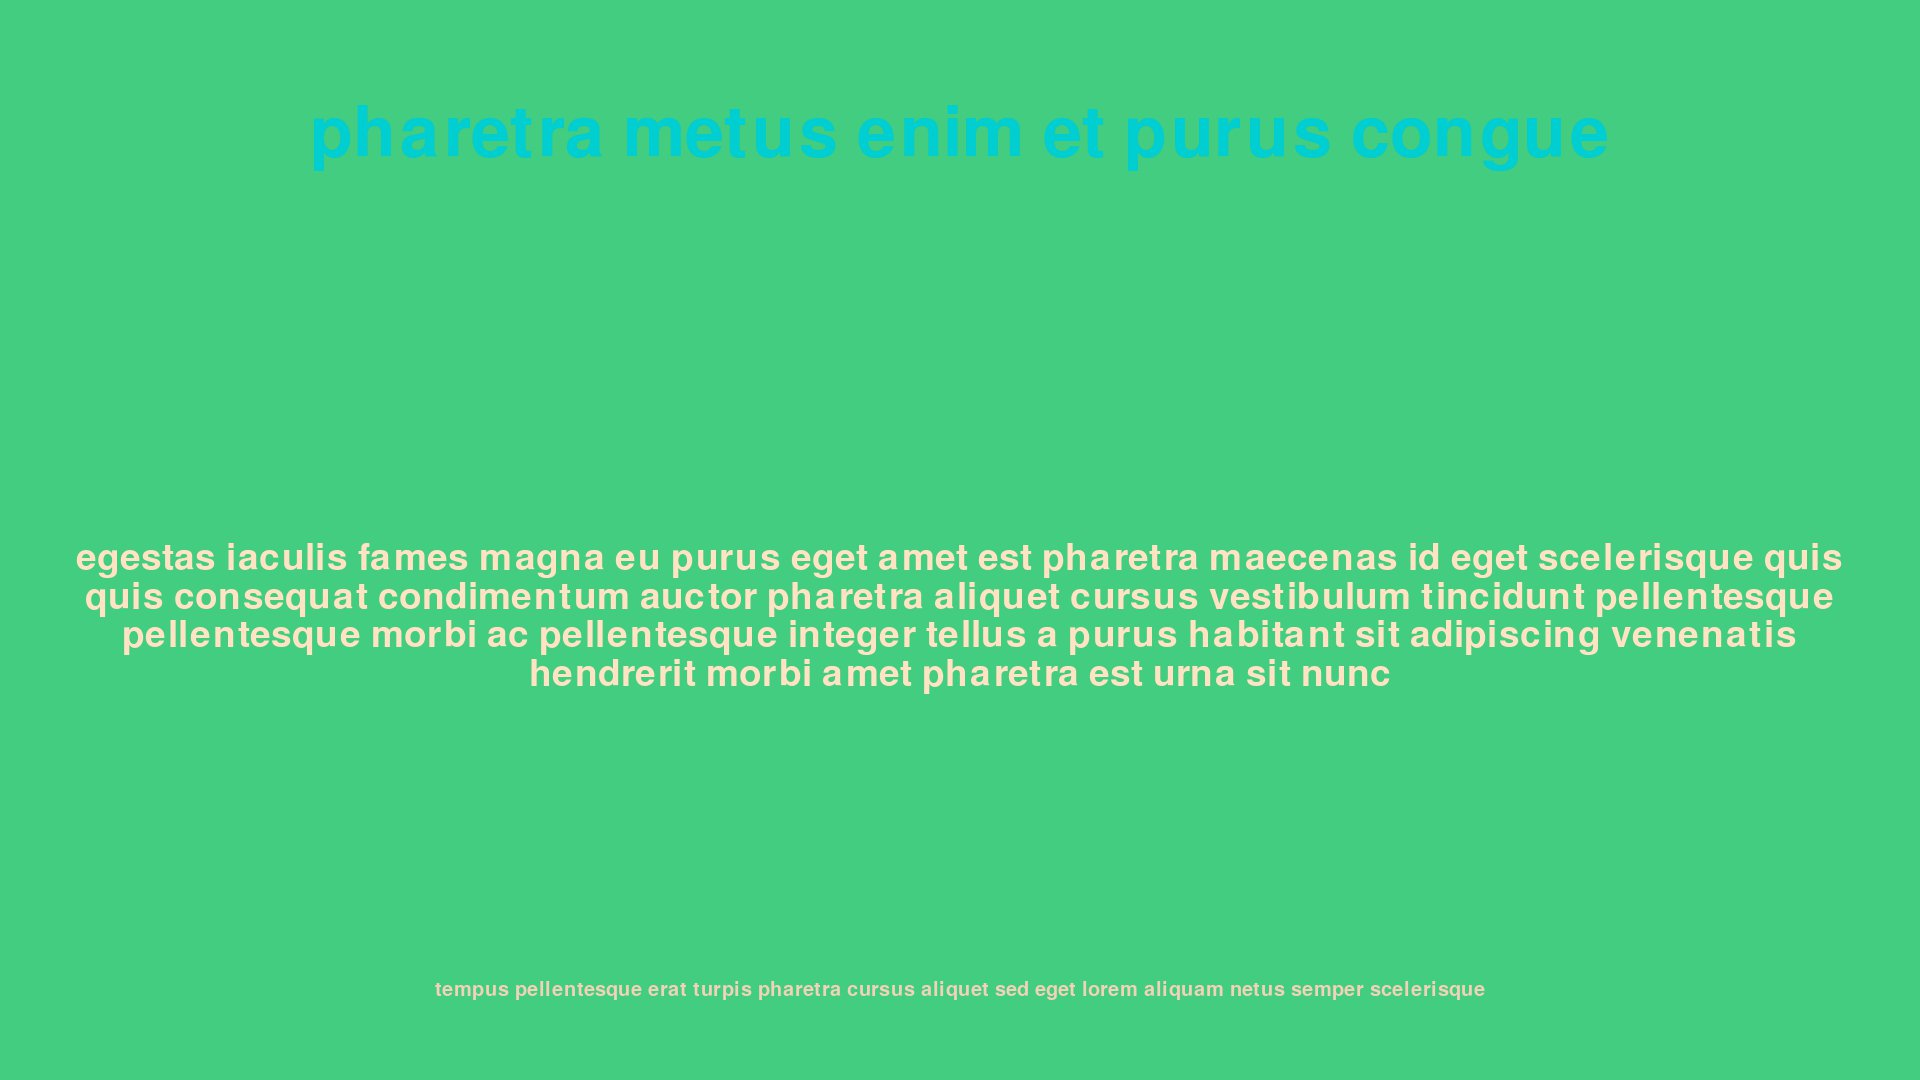 pharetra metus enim et purus congue
egestas iaculis fames magna eu purus eget amet est pharetra maecenas id eget scelerisque quis
quis consequat condimentum auctor pharetra aliquet cursus vestibulum tincidunt pellentesque
pellentesque morbi ac pellentesque integer tellus a purus habitant sit adipiscing venenatis
hendrerit morbi amet pharetra est urna sit nunc
tempus pellentesque erat turpis pharetra cursus aliquet sed eget lorem aliquam netus semper scelerisque